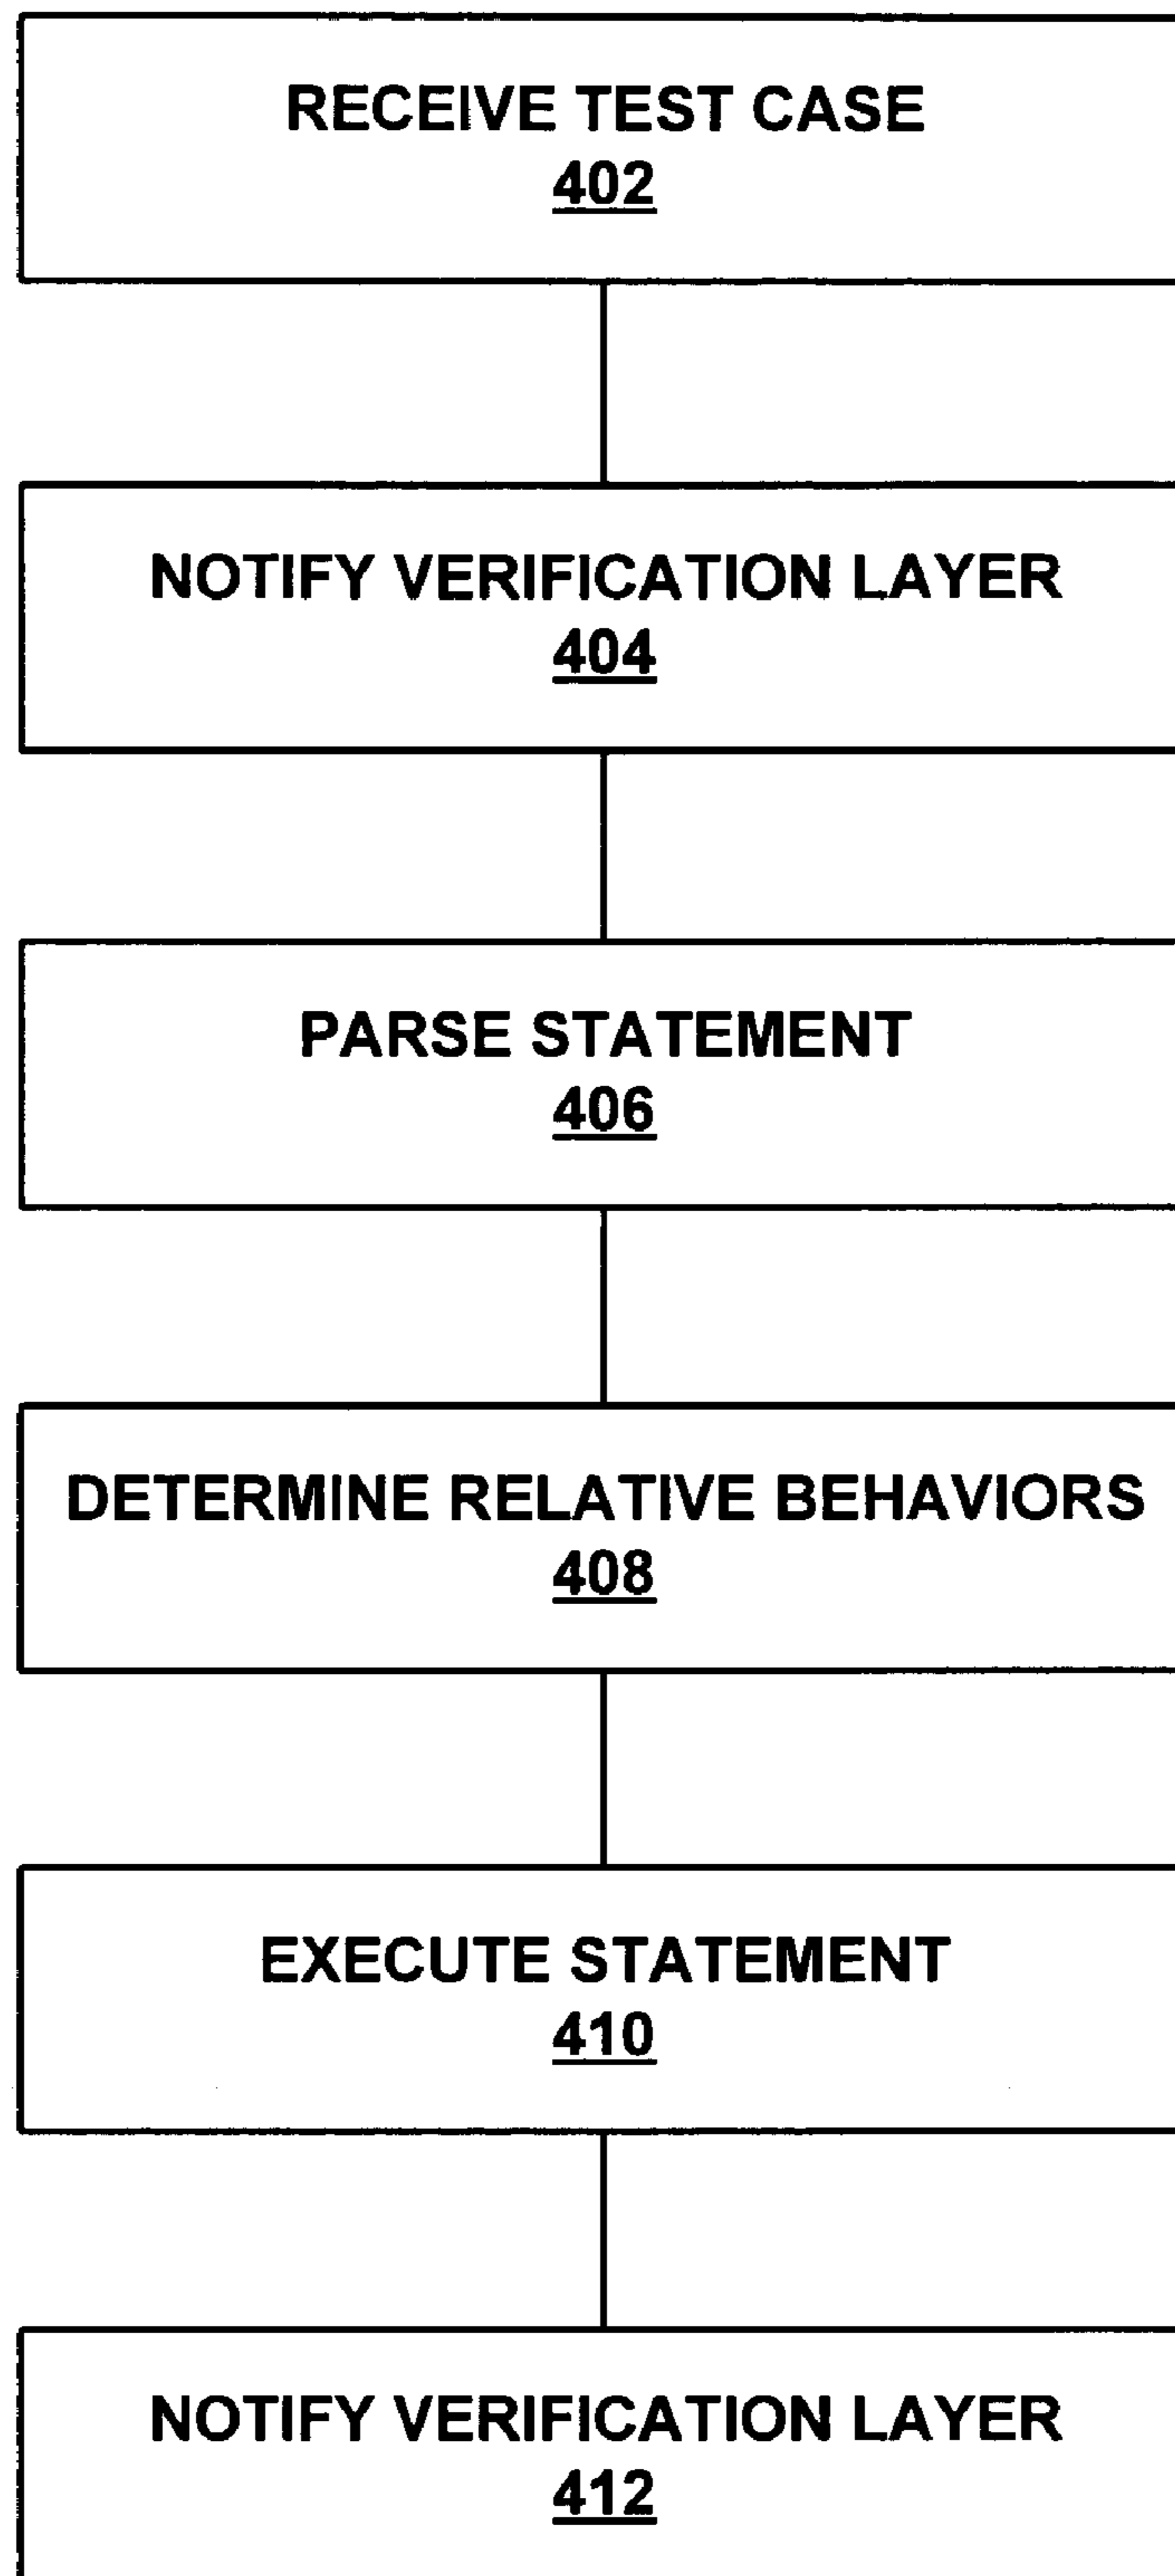 RECEIVE TEST CASE
402
NOTIFY VERIFICATION LAYER
404
PARSE STATEMENT
406
DETERMINE RELATIVE BEHAVIORS
408
EXECUTE STATEMENT
410
NOTIFY VERIFICATION LAYER
412